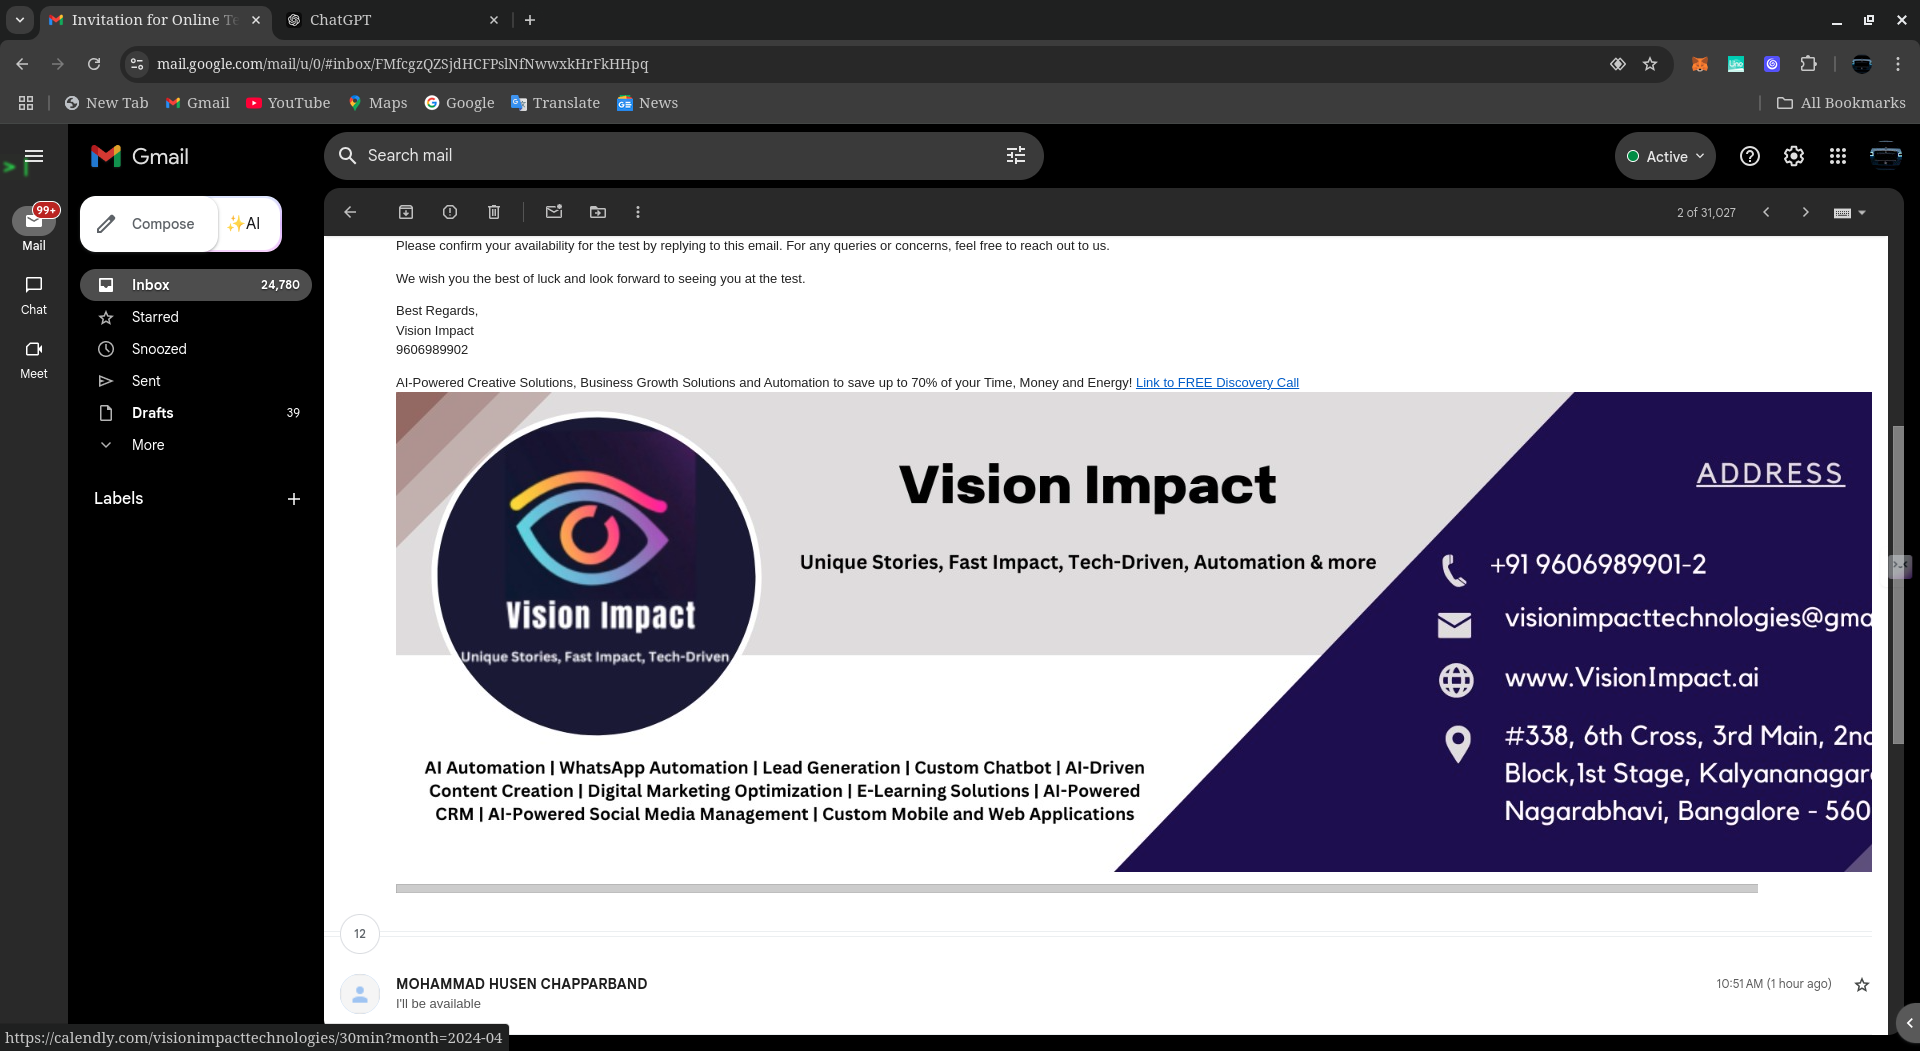 Invitation for Online Te
ChatGPT
mail.google.com/mail/u/0/#inbox/FMfcgzQZSjdHCFPslNfNwwxkHrFkHHpq
New Tab
Gmail
YouTube
Maps
Google
Translate
News
All Bookmarks
Gmail
Search mail
Active
99+
Mail
Chat
Meet
Compose
✨AI
Inbox 24,780
Starred
Snoozed
Sent
Drafts 39
More
Labels
2 of 31,027
Please confirm your availability for the test by replying to this email. For any queries or concerns, feel free to reach out to us.
We wish you the best of luck and look forward to seeing you at the test.
Best Regards,
Vision Impact
9606989902
AI-Powered Creative Solutions, Business Growth Solutions and Automation to save up to 70% of your Time, Money and Energy! Link to FREE Discovery Call
Vision Impact
Unique Stories, Fast Impact, Tech-Driven
Vision Impact
Unique Stories, Fast Impact, Tech-Driven, Automation & more
AI Automation | WhatsApp Automation | Lead Generation | Custom Chatbot | AI-Driven
Content Creation | Digital Marketing Optimization | E-Learning Solutions | AI-Powered
CRM | AI-Powered Social Media Management | Custom Mobile and Web Applications
ADDRESS
+91 9606989901-2
visionimpacttechnologies@gma
www.VisionImpact.ai
#338, 6th Cross, 3rd Main, 2nd
Block,1st Stage, Kalyananagar
Nagarabhavi, Bangalore - 560
12
MOHAMMAD HUSEN CHAPPARBAND
10:51 AM (1 hour ago)
I'll be available
https://calendly.com/visionimpacttechnologies/30min?month=2024-04